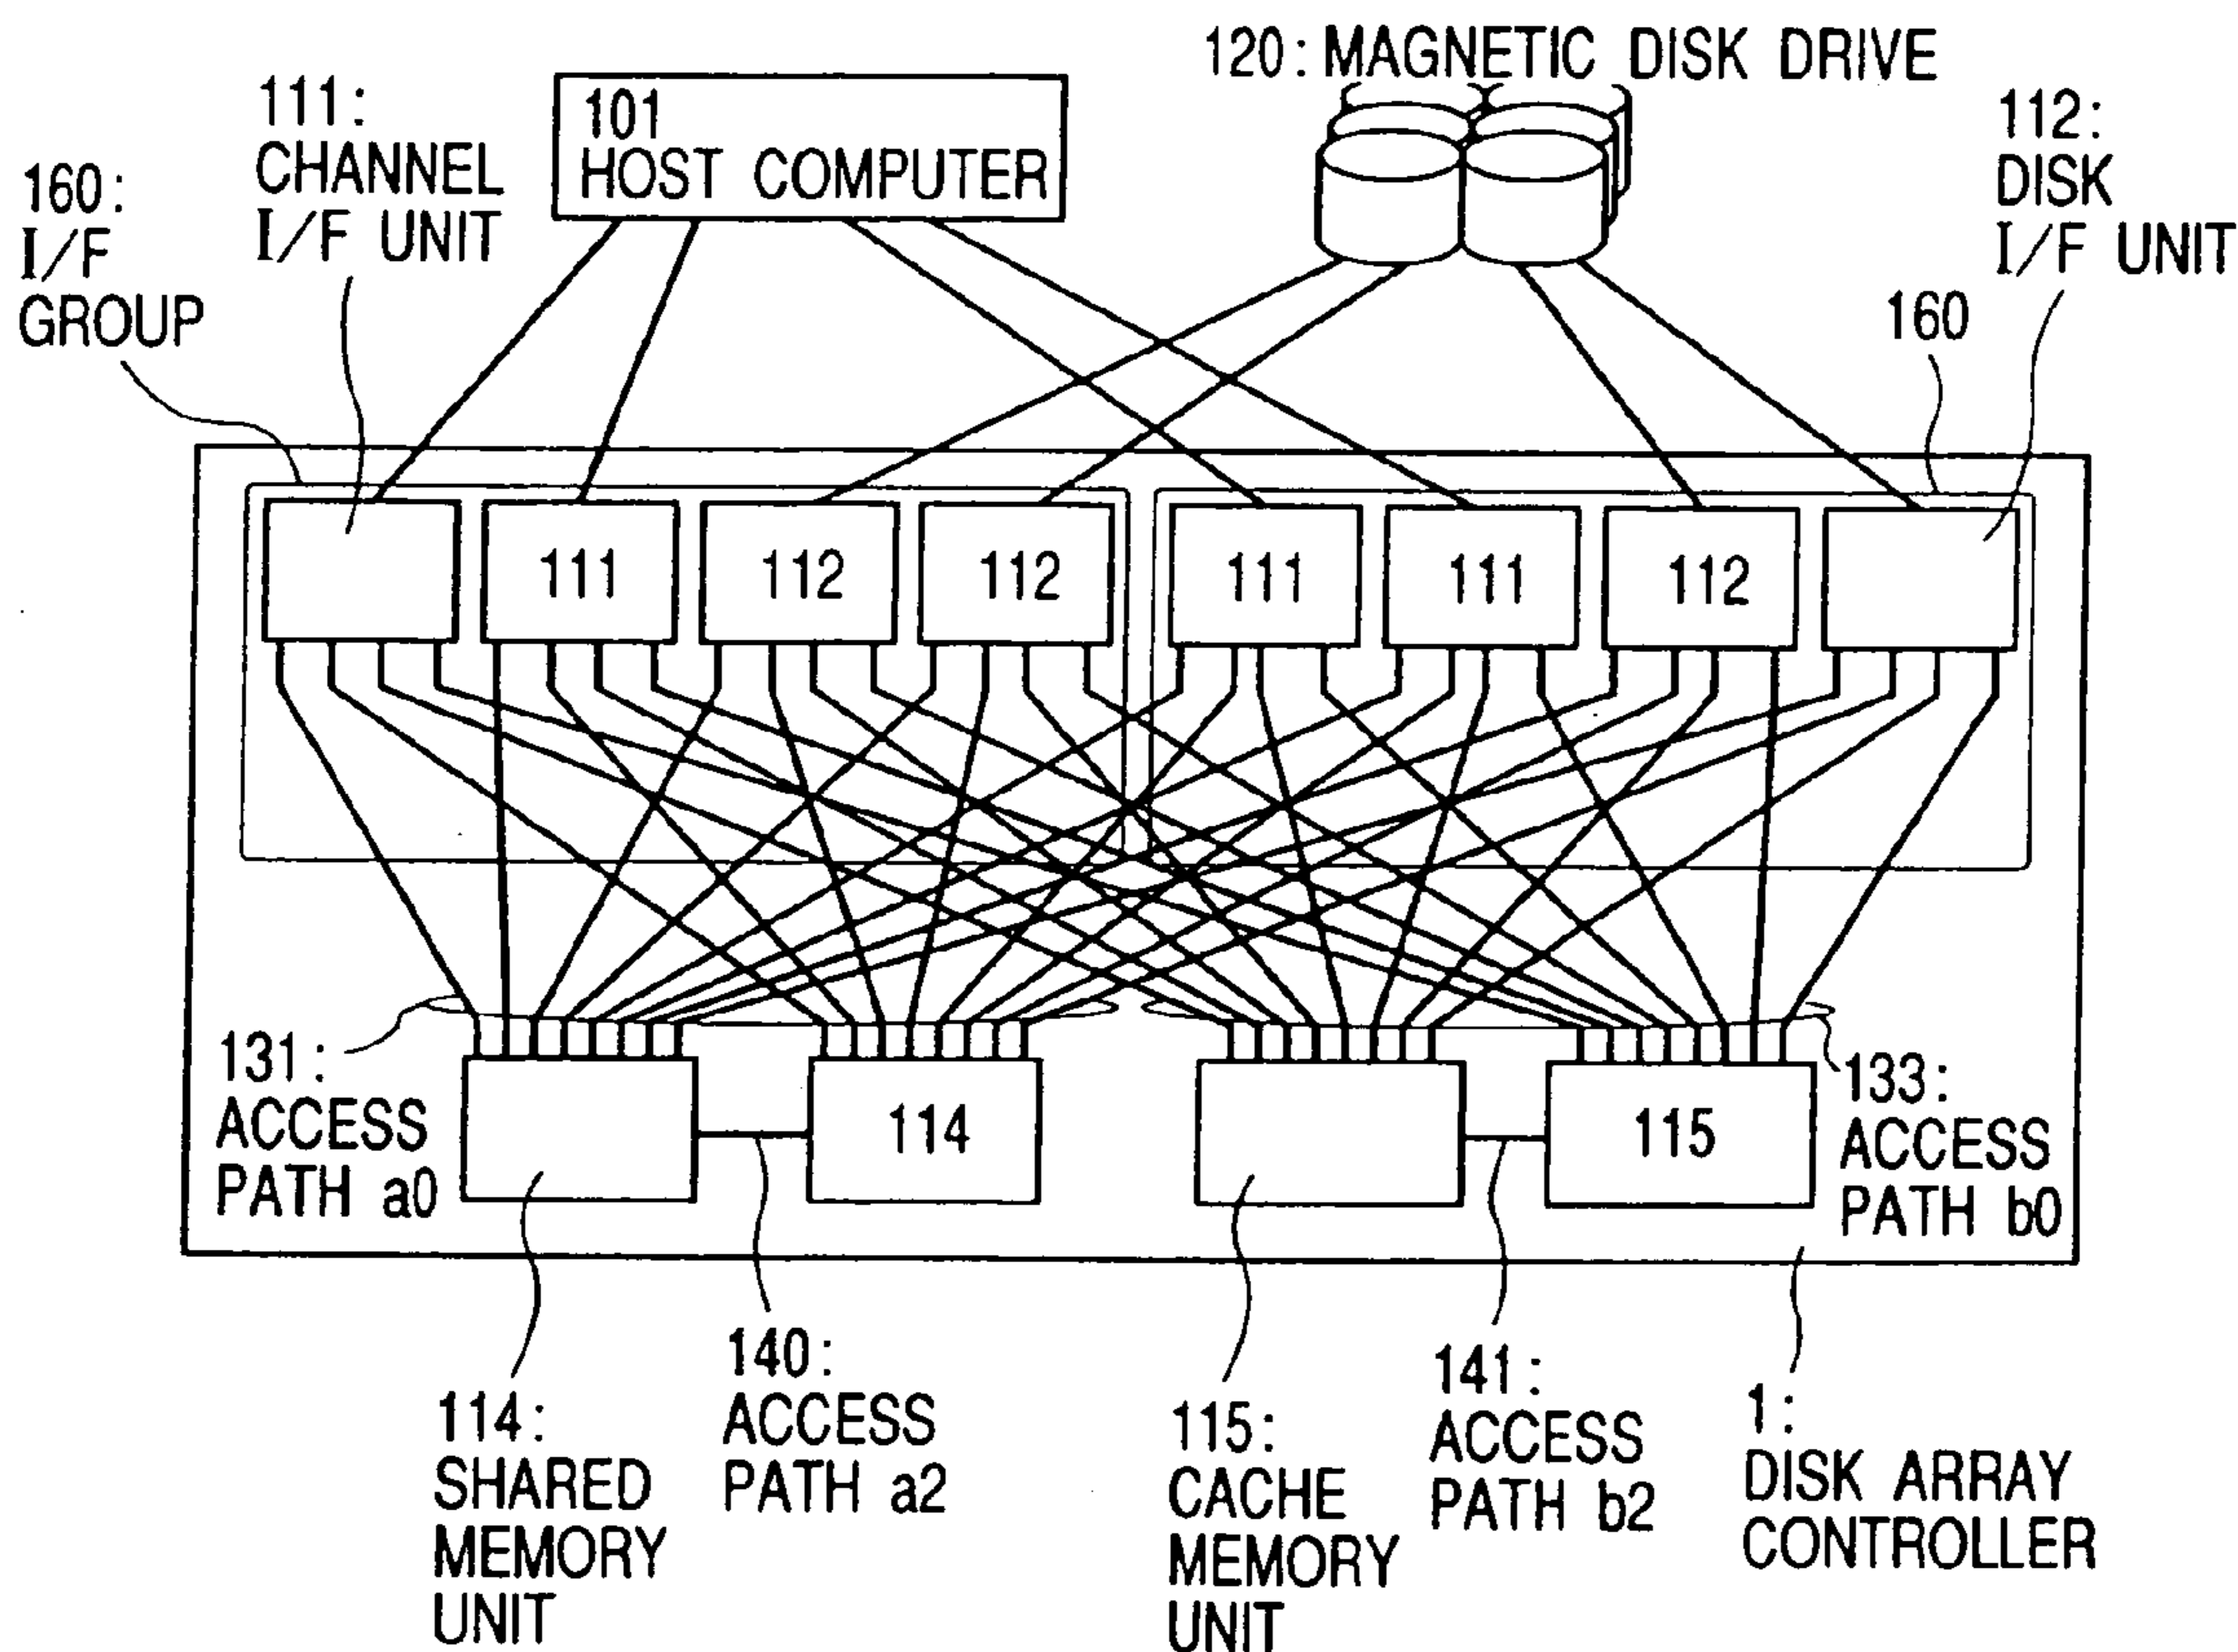 120: MAGNETIC DISK DRIVE
111:
CHANNEL
I/F UNIT
101
HOST COMPUTER
112:
DISK
I/F UNIT
160:
I/F
GROUP
160
111
112
112
111
111
112
131:
ACCESS
PATH a0
114
115
133:
ACCESS
PATH b0
114:
SHARED
MEMORY
UNIT
140:
ACCESS
PATH a2
115:
CACHE
MEMORY
UNIT
141:
ACCESS
PATH b2
1:
DISK ARRAY
CONTROLLER